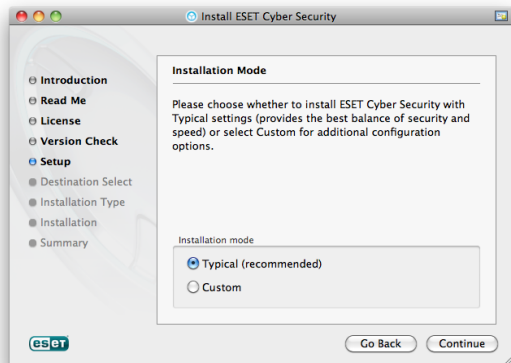 Install ESET Cyber Security
Introduction
Read Me
License
Version Check
Setup
Destination Select
Installation Type
Installation
Summary
Installation Mode
Please choose whether to install ESET Cyber Security with
Typical settings (provides the best balance of security and
speed) or select Custom for additional configuration
options.
Installation mode
Typical (recommended)
Custom
eseT
Go Back
Continue